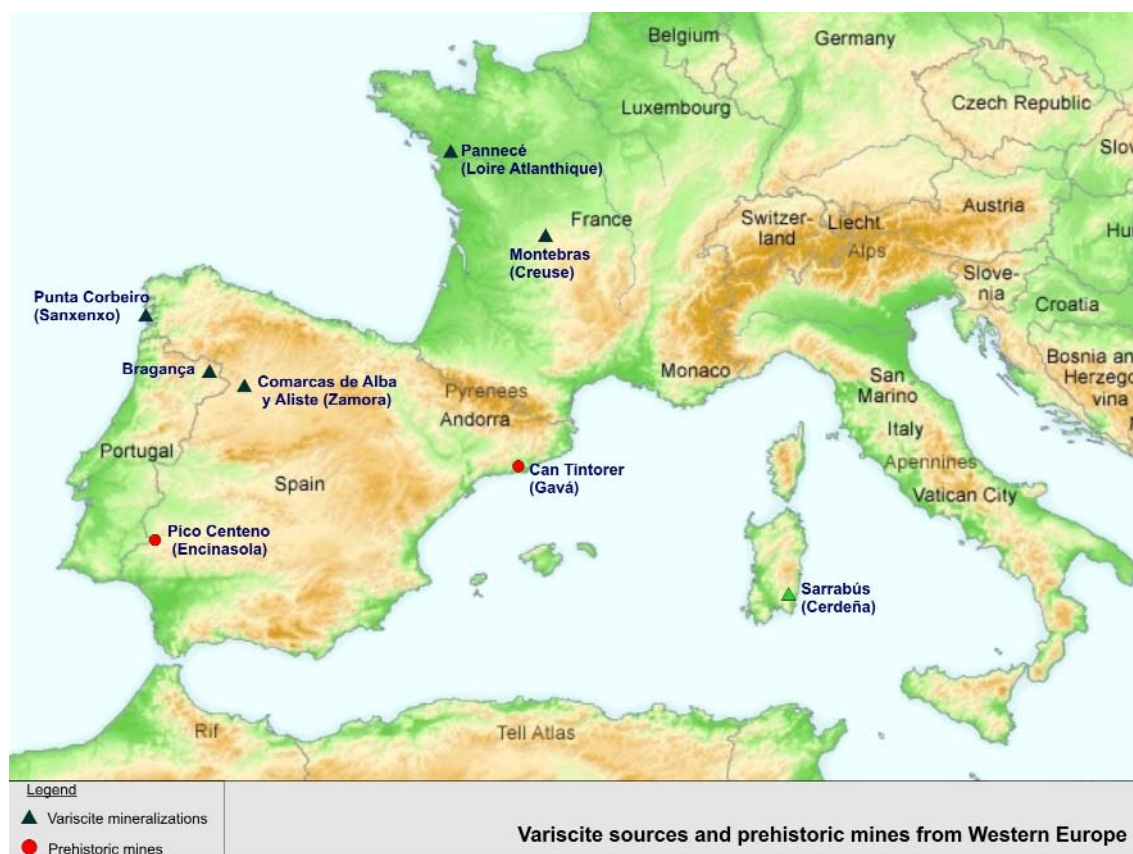 Belgium
Germany
Luxembourg
Czech Republic
Slov
Pannecé
(Loire Atlanthique)
France
Switzer-
land
Liecht.
Austria
Alps
Hu
Montebras
(Creuse)
Slove-
nia
Croatia
Punta Corbeiro
(Sanxenxo)
Bragança
Comarcas de Alba
y Aliste (Zamora)
Pyrenees
Andorra
Monaco
San
Marino
Bosnia an
Herzego
vina
Italy
Apennines
Vatican City
Portugal
Spain
Can Tintorer
(Gavá)
Pico Centeno
(Encinasola)
Sarrabús
(Cerdeña)
Rif
Tell Atlas
Legend
Variscite mineralizations
Prehistoric mines
Variscite sources and prehistoric mines from Western Europe